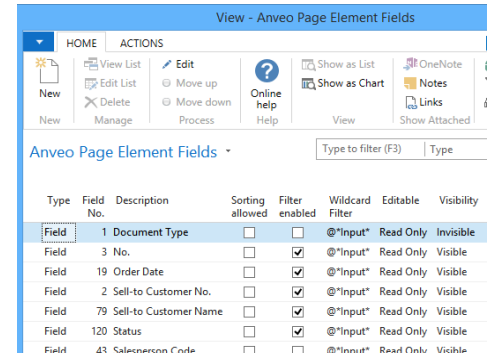 View - Anveo Page Element Fields
HOME ACTIONS
New
View List
Edit List
Delete
Edit
Move up
Move down
Online help
Show as List
Show as Chart
OneNote
Notes
Links
New Manage Process Help View Show Attached
Anveo Page Element Fields
Type to filter (F3) Type
Type Field No. Description Sorting allowed Filter enabled Wildcard Filter Editable Visibility
Field 1 Document Type @*Input* Read Only Invisible
Field 3 No. @*Input* Read Only Visible
Field 19 Order Date @*Input* Read Only Visible
Field 2 Sell-to Customer No. @*Input* Read Only Visible
Field 79 Sell-to Customer Name @*Input* Read Only Visible
Field 120 Status @*Input* Read Only Visible
Field 43 Salesperson Code @*Input* Read Only Visible